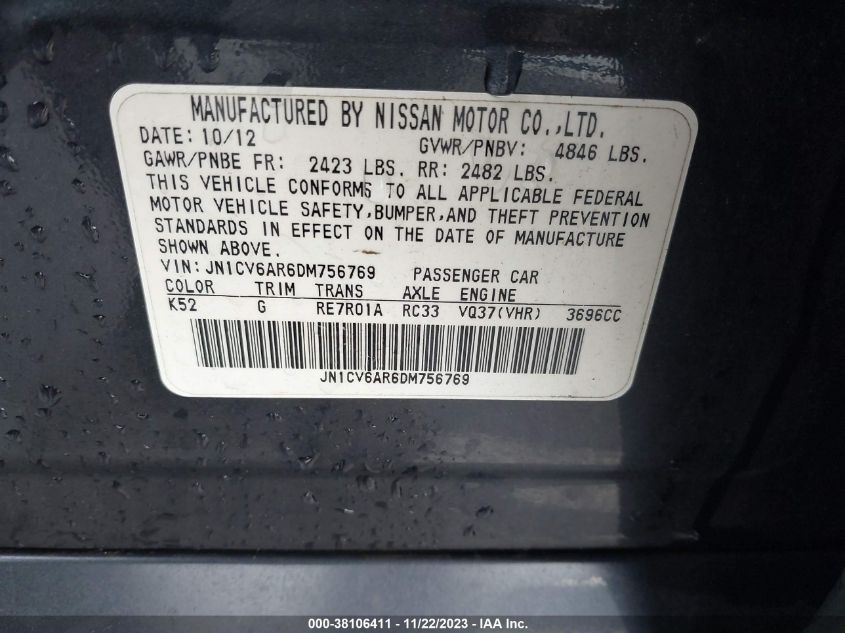 MANUFACTURED BY NISSAN MOTOR CO.,LTD.
DATE: 10/12 GVWR/PNBV: 4846 LBS.
GAWR/PNBE FR: 2423 LBS. RR: 2482 LBS.
THIS VEHICLE CONFORMS TO ALL APPLICABLE FEDERAL
MOTOR VEHICLE SAFETY,BUMPER,AND THEFT PREVENTION
STANDARDS IN EFFECT ON THE DATE OF MANUFACTURE
SHOWN ABOVE.
VIN: JN1CV6AR6DM756769 PASSENGER CAR
COLOR TRIM TRANS AXLE ENGINE
K52 G RE7R01A RC33 VQ37(VHR) 3696CC
JN1CV6AR6DM756769
000-38106411 - 11/22/2023 - IAA Inc.